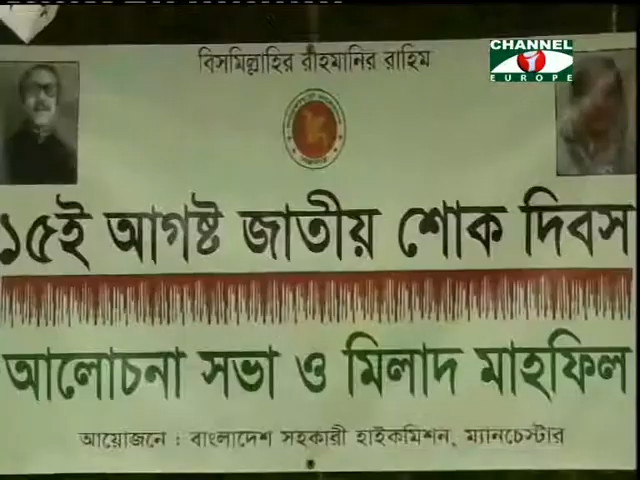 বিসমিল্লাহির রাহমানির রাহিম
CHANNEL i
EUROPE
১৫ই আগষ্ট জাতীয় শোক দিবস
আলোচনা সভা ও মিলাদ মাহফিল
আয়োজনে : বাংলাদেশ সহকারী হাইকমিশন, ম্যানচেস্টার